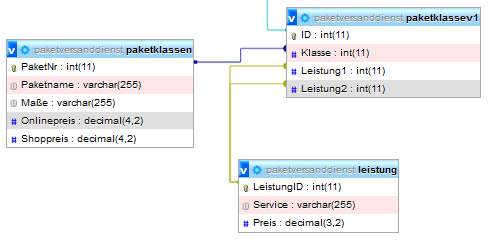 v paketversanddienst paketklassev1
ID : int(11)
Klasse : int(11)
Leistung1 : int(11)
Leistung2 : int(11)
v paketversanddienst paketklassen
PaketNr : int(11)
Paketname : varchar(255)
Maße : varchar(255)
Onlinepreis : decimal(4,2)
Shoppreis : decimal(4,2)
v paketversanddienst leistung
LeistungID : int(11)
Service : varchar(255)
Preis : decimal(3,2)